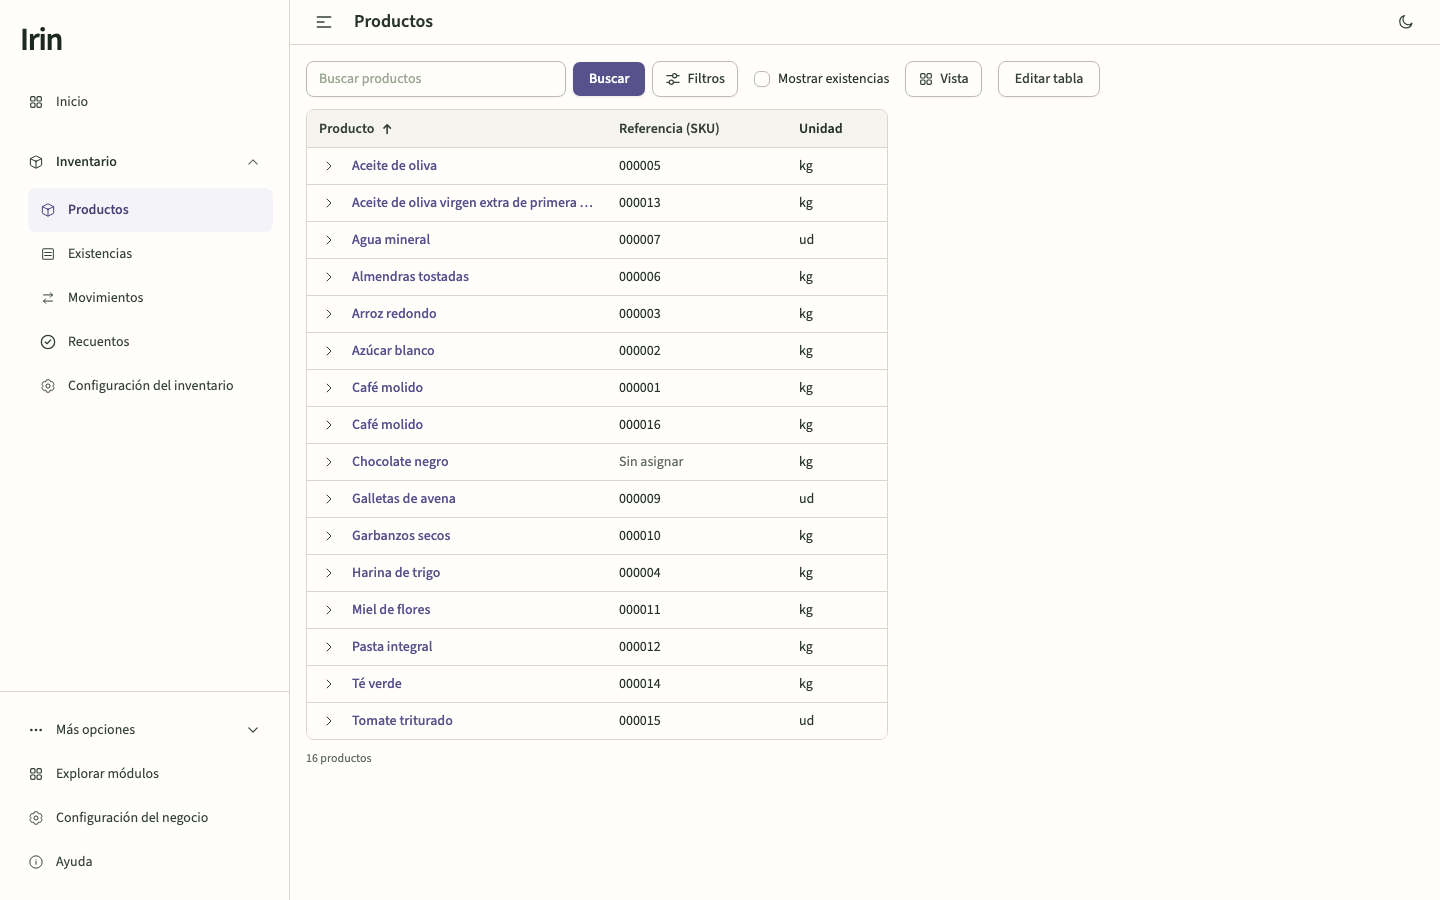 Irin
Productos
Inicio
Inventario
Productos
Existencias
Movimientos
Recuentos
Configuración del inventario
Más opciones
Explorar módulos
Configuración del negocio
Ayuda
Buscar productos Buscar Filtros Mostrar existencias Vista Editar tabla
Producto Referencia (SKU) Unidad
Aceite de oliva 000005 kg
Aceite de oliva virgen extra de primera ... 000013 kg
Agua mineral 000007 ud
Almendras tostadas 000006 kg
Arroz redondo 000003 kg
Azúcar blanco 000002 kg
Café molido 000001 kg
Café molido 000016 kg
Chocolate negro Sin asignar kg
Galletas de avena 000009 ud
Garbanzos secos 000010 kg
Harina de trigo 000004 kg
Miel de flores 000011 kg
Pasta integral 000012 kg
Té verde 000014 kg
Tomate triturado 000015 ud
16 productos